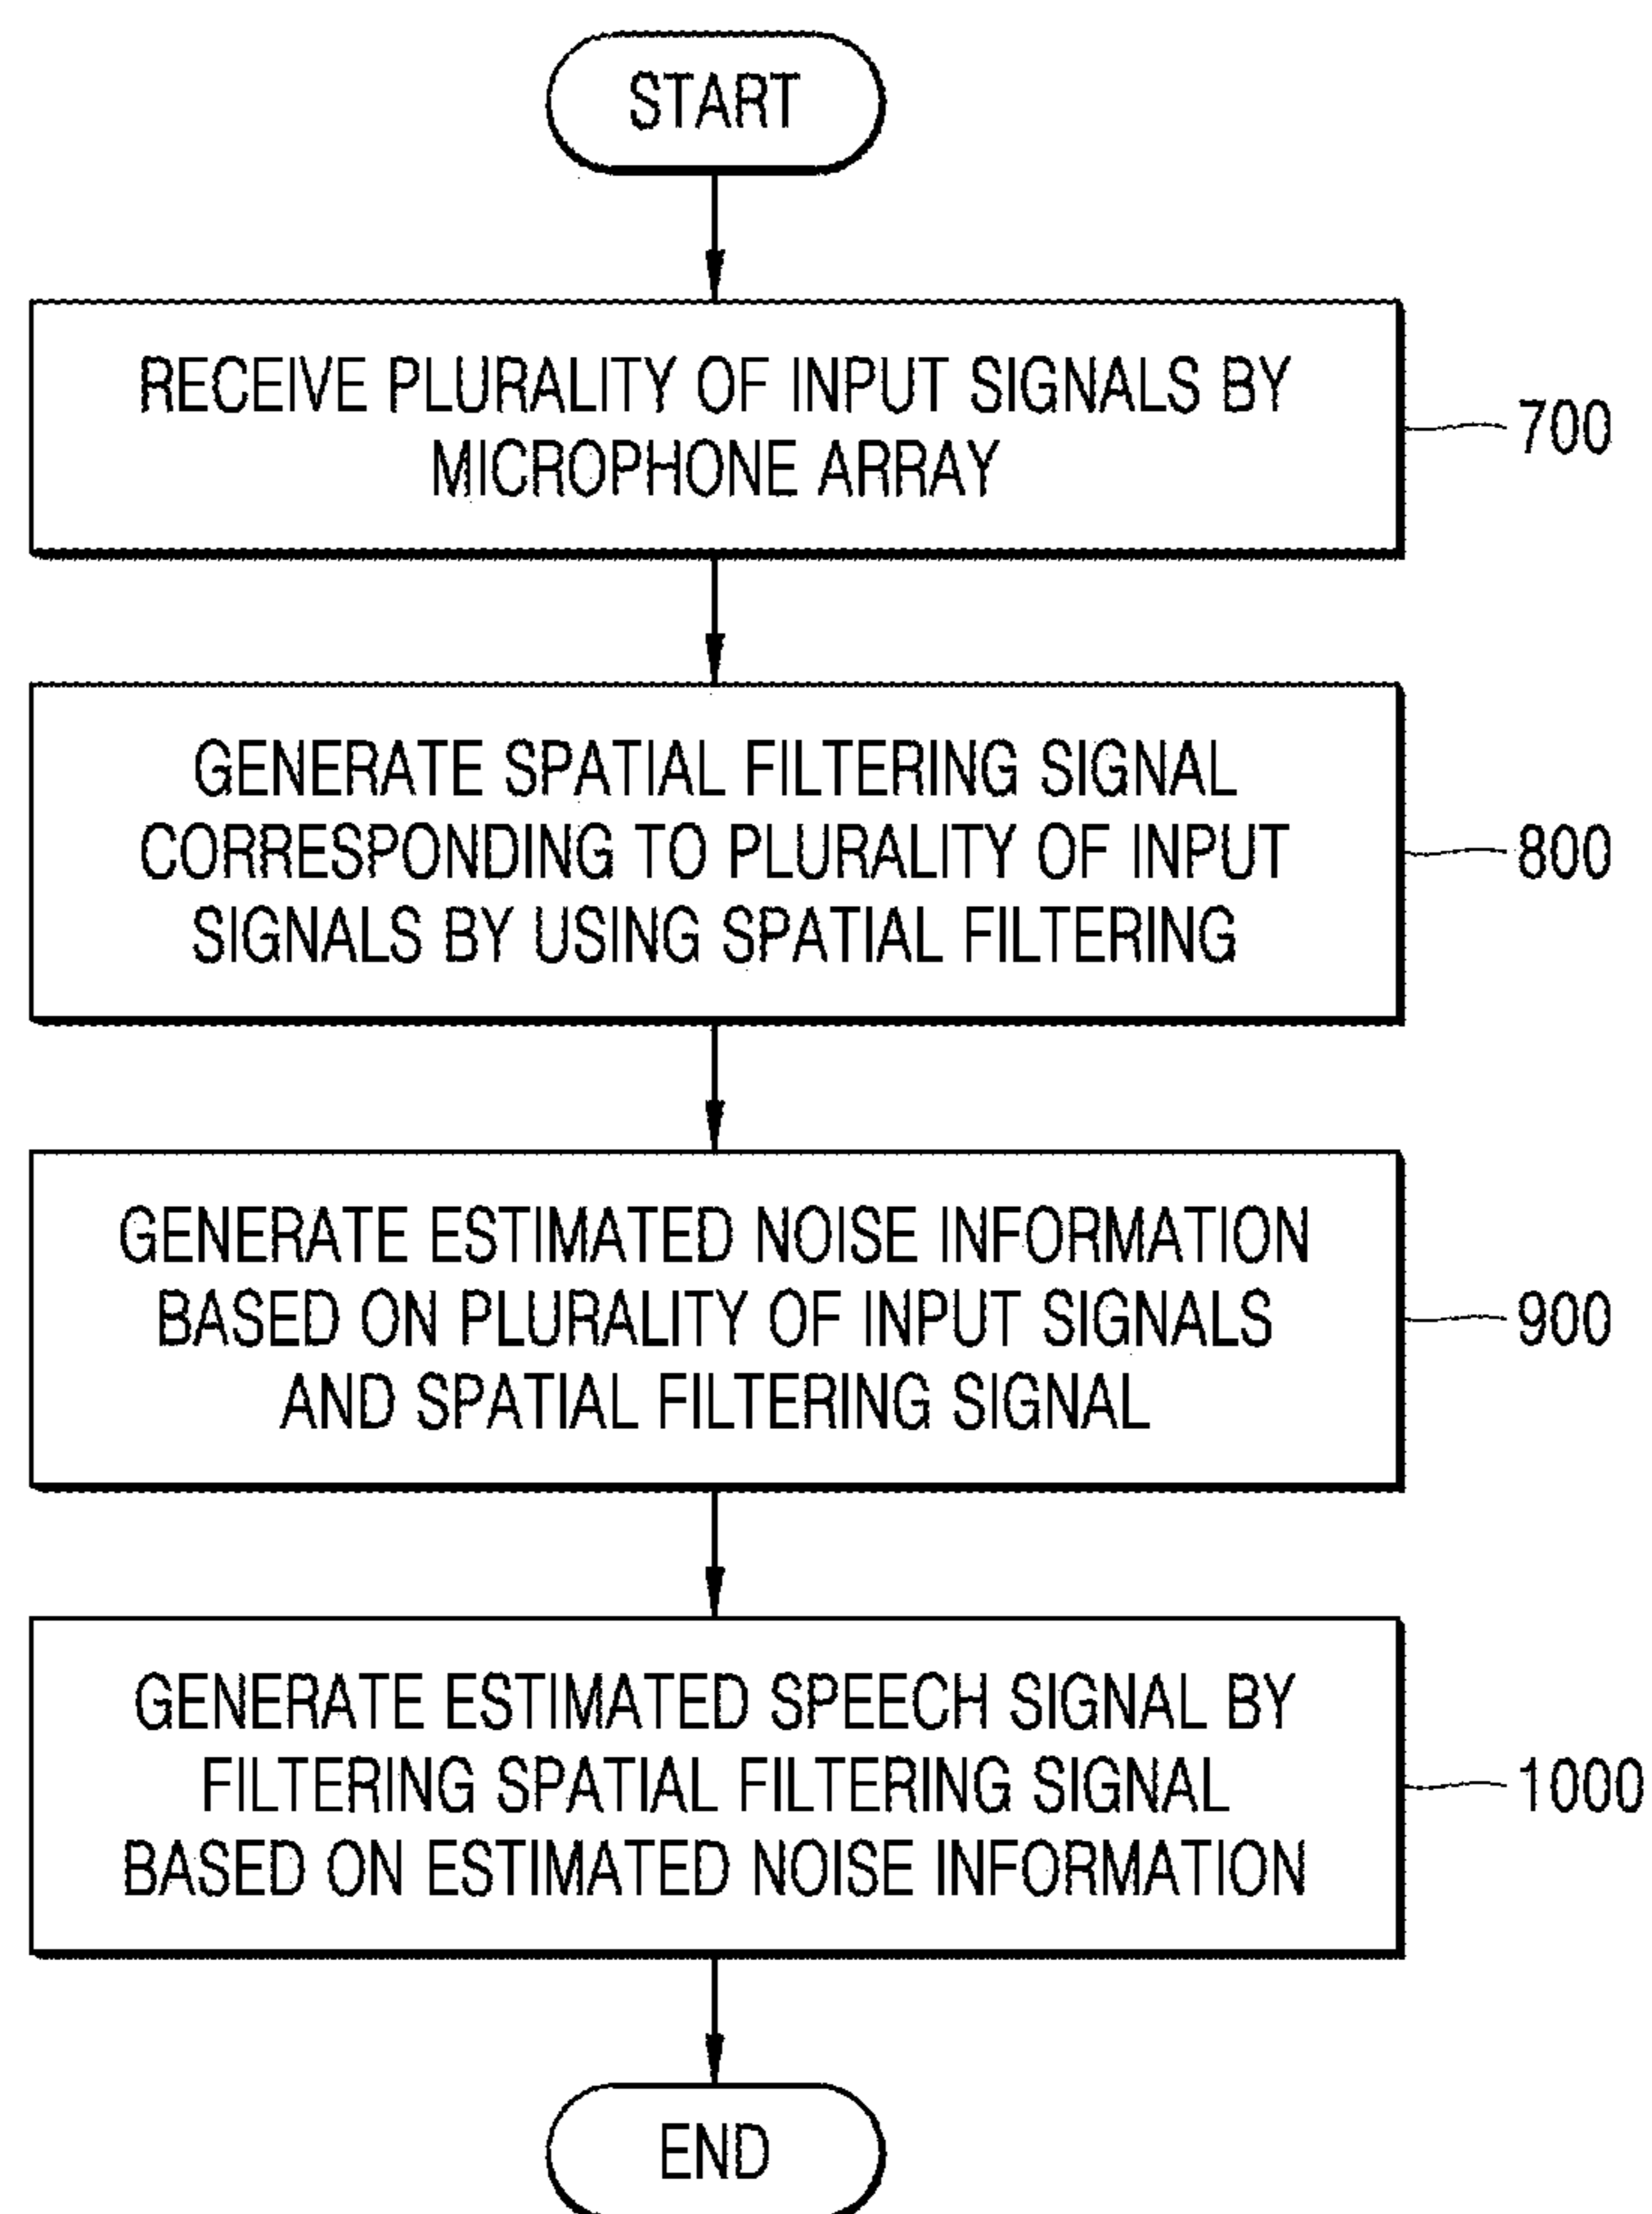 START
RECEIVE PLURALITY OF INPUT SIGNALS BY
MICROPHONE ARRAY
700
GENERATE SPATIAL FILTERING SIGNAL
CORRESPONDING TO PLURALITY OF INPUT
SIGNALS BY USING SPATIAL FILTERING
800
GENERATE ESTIMATED NOISE INFORMATION
BASED ON PLURALITY OF INPUT SIGNALS
AND SPATIAL FILTERING SIGNAL
900
GENERATE ESTIMATED SPEECH SIGNAL BY
FILTERING SPATIAL FILTERING SIGNAL
BASED ON ESTIMATED NOISE INFORMATION
1000
END